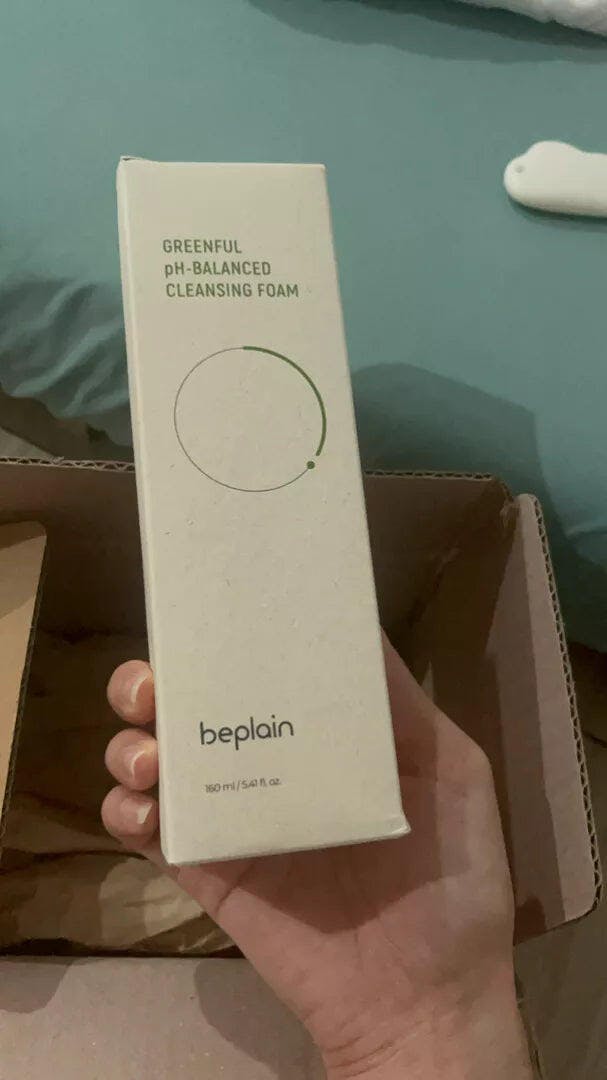 GREENFUL
pH-BALANCED
CLEANSING FOAM
beplain
160 ml / 5.41 fl. oz.